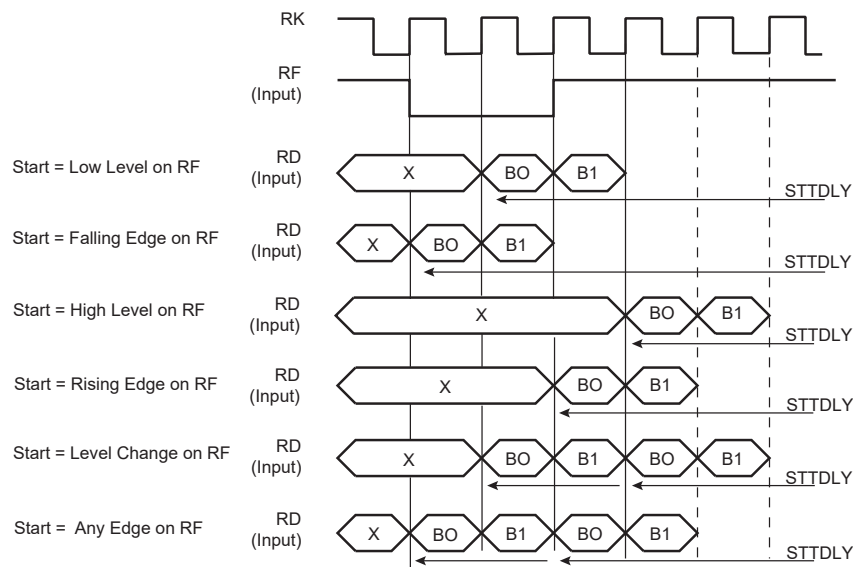 RK
RF
(Input)
Start = Low Level on RF
RD
(Input)
X
BO
B1
STTDLY
Start = Falling Edge on RF
RD
(Input)
X
BO
B1
STTDLY
Start = High Level on RF
RD
(Input)
X
BO
B1
STTDLY
Start = Rising Edge on RF
RD
(Input)
X
BO
B1
STTDLY
Start = Level Change on RF
RD
(Input)
X
BO
B1
BO
B1
STTDLY
Start = Any Edge on RF
RD
(Input)
X
BO
B1
BO
B1
STTDLY